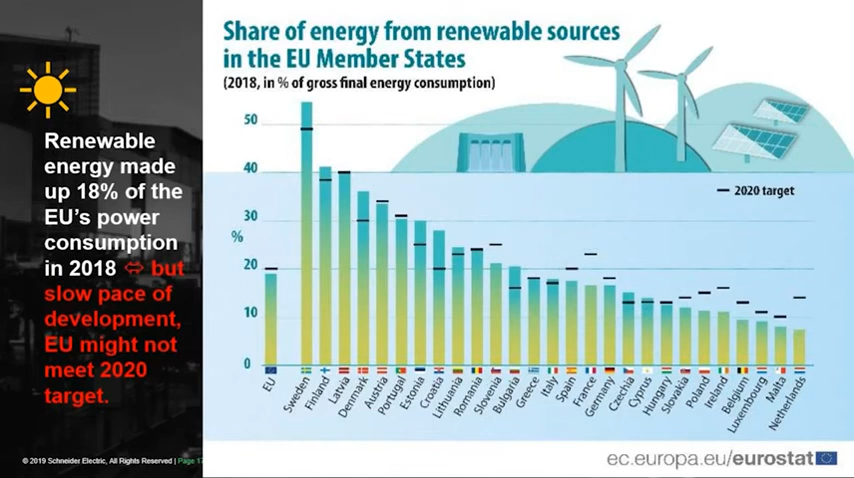 Renewable
energy made
up 18% of the
EU's power
consumption
in 2018 ⇔ but
slow pace of
development,
EU might not
meet 2020
target.
© 2019 Schneider Electric, All Rights Reserved | Page 17
Share of energy from renewable sources
in the EU Member States
(2018, in % of gross final energy consumption)
2020 target
50
40
30
%
20
10
0
EU
Sweden
Finland
Latvia
Denmark
Austria
Portugal
Estonia
Croatia
Lithuania
Romania
Slovenia
Bulgaria
Greece
Italy
Spain
France
Germany
Czechia
Cyprus
Hungary
Slovakia
Poland
Ireland
Belgium
Luxembourg
Malta
Netherlands
ec.europa.eu/eurostat